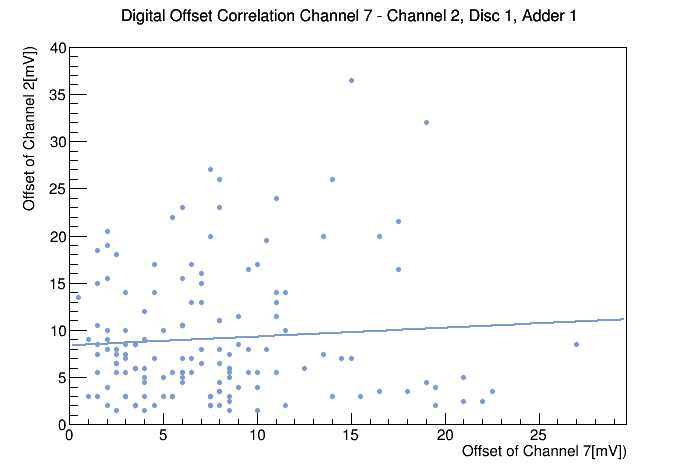 Digital Offset Correlation Channel 7 - Channel 2, Disc 1, Adder 1
Offset of Channel 2[mV])
40
35
30
25
20
15
10
5
0
0 5 10 15 20 25
Offset of Channel 7[mV])